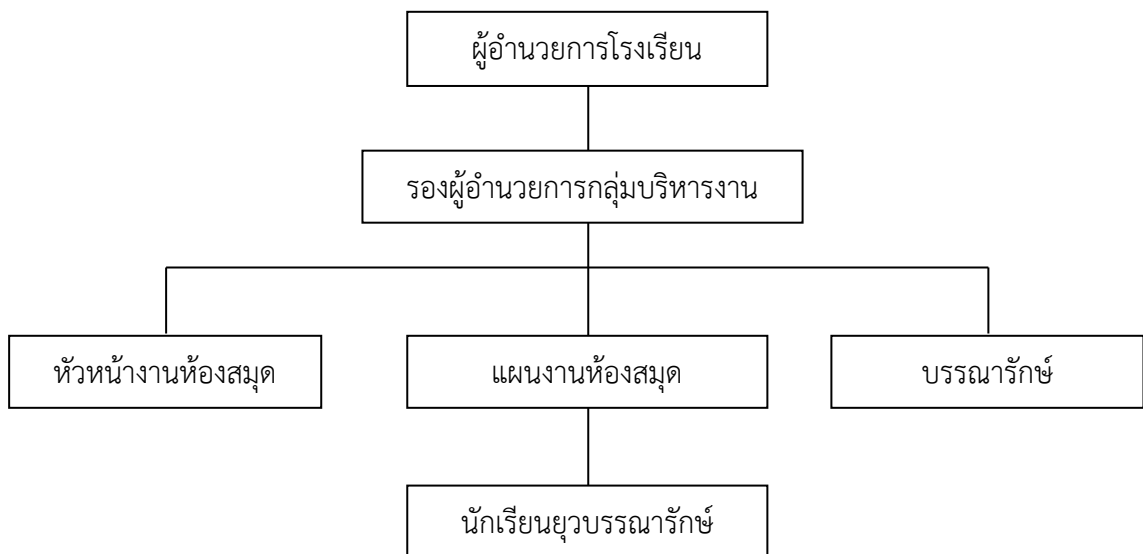 ผู้อำนวยการโรงเรียน
รองผู้อำนวยการกลุ่มบริหารงาน
หัวหน้างานห้องสมุด
แผนงานห้องสมุด
บรรณารักษ์
นักเรียนยุวบรรณารักษ์